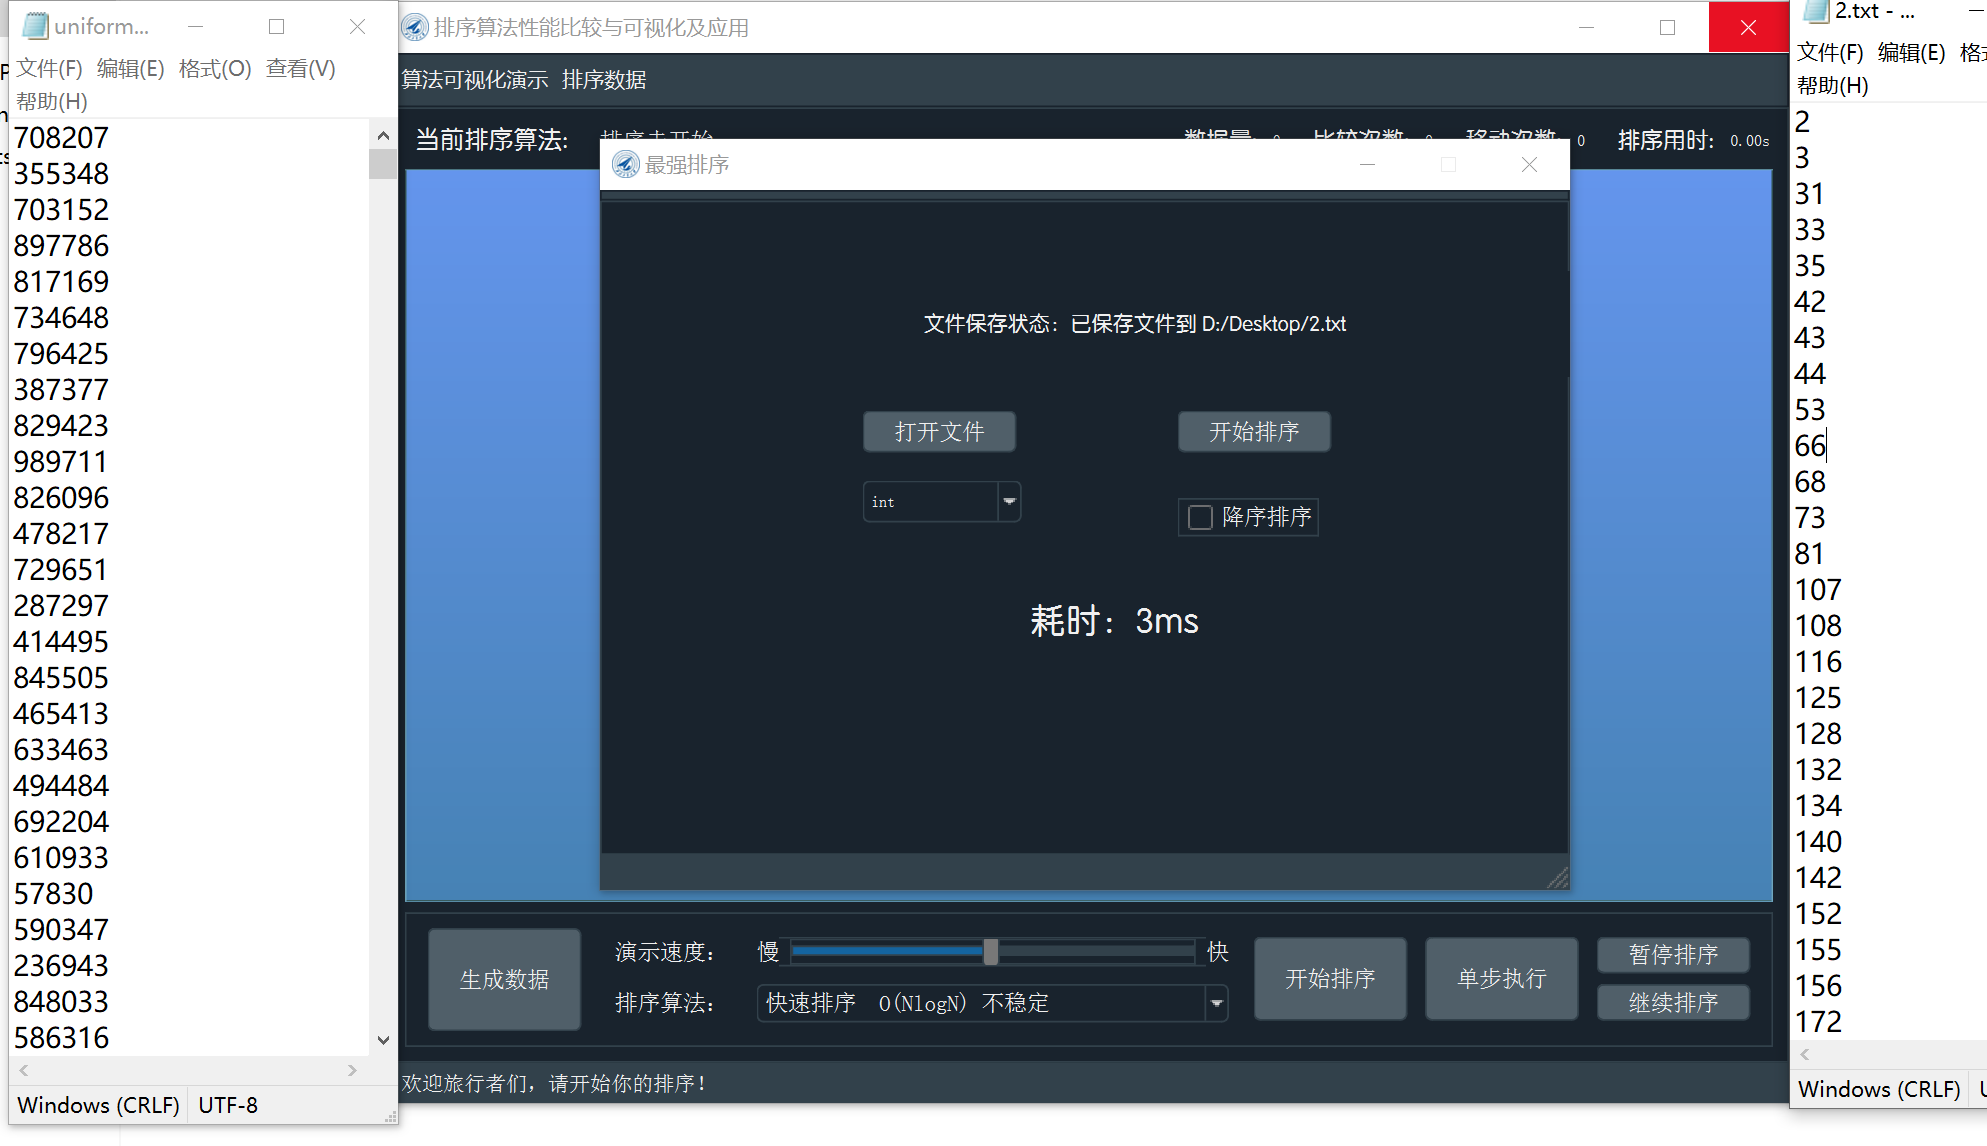 uniform...
文件(F) 编辑(E) 格式(O) 查看(V)
帮助(H)
708207
355348
703152
897786
817169
734648
796425
387377
829423
989711
826096
478217
729651
287297
414495
845505
465413
633463
494484
692204
610933
57830
590347
236943
848033
586316
Windows (CRLF) UTF-8
排序算法性能比较与可视化及应用
算法可视化演示 排序数据
当前排序算法: 排序未开始 数据量: 0 比较次数: 0 移动次数: 0 排序用时: 0.00s
最强排序
文件保存状态：已保存文件到 D:/Desktop/2.txt
打开文件 开始排序
int
降序排序
耗时：3ms
生成数据
演示速度： 慢 快
排序算法： 快速排序 O(NlogN) 不稳定
开始排序 单步执行 暂停排序
继续排序
欢迎旅行者们，请开始你的排序！
2.txt - ...
文件(F) 编辑(E)
帮助(H)
2
3
31
33
35
42
43
44
53
66
68
73
81
107
108
116
125
128
132
134
140
142
152
155
156
172
Windows (CRLF)